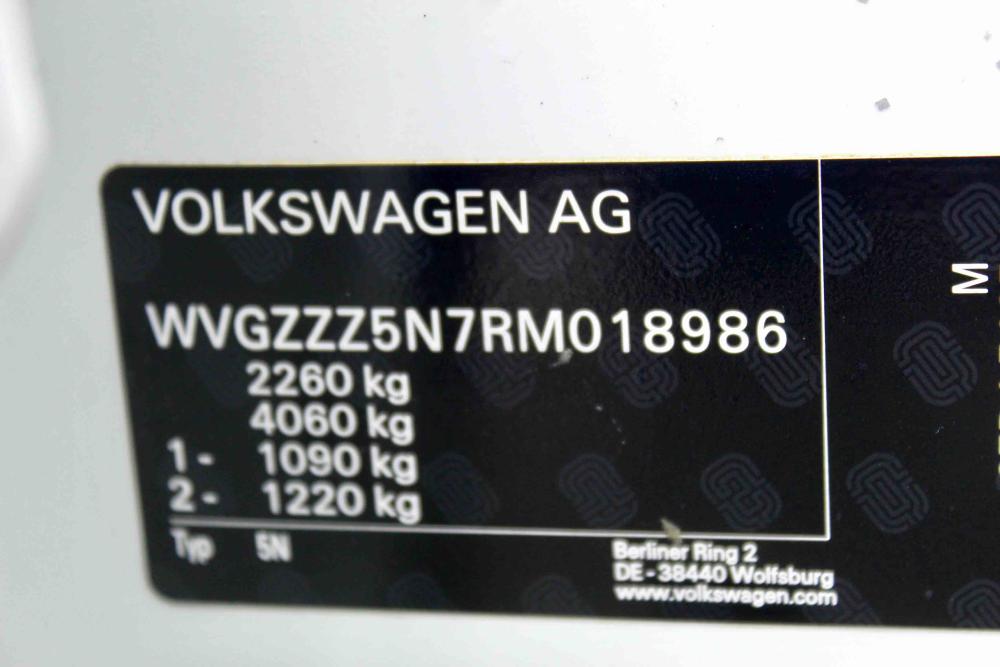 VOLKSWAGEN AG
WVGZZZ5N7RM018986
2260 kg
4060 kg
1- 1090 kg
2- 1220 kg
Typ 5N
Berliner Ring 2
DE-38440 Wolfsburg
www.volkswagen.com
M